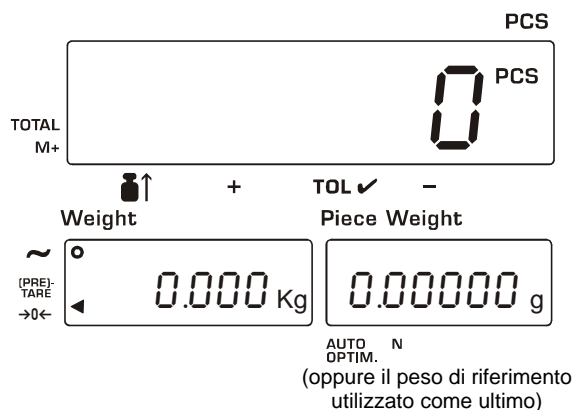 PCS
0 PCS
TOTAL
M+
↑ + TOL ✔ −
Weight Piece Weight
~
[PRE]-
TARE
→0←
0.000 Kg 0.00000 g
AUTO N
OPTIM.
(oppure il peso di riferimento
utilizzato come ultimo)